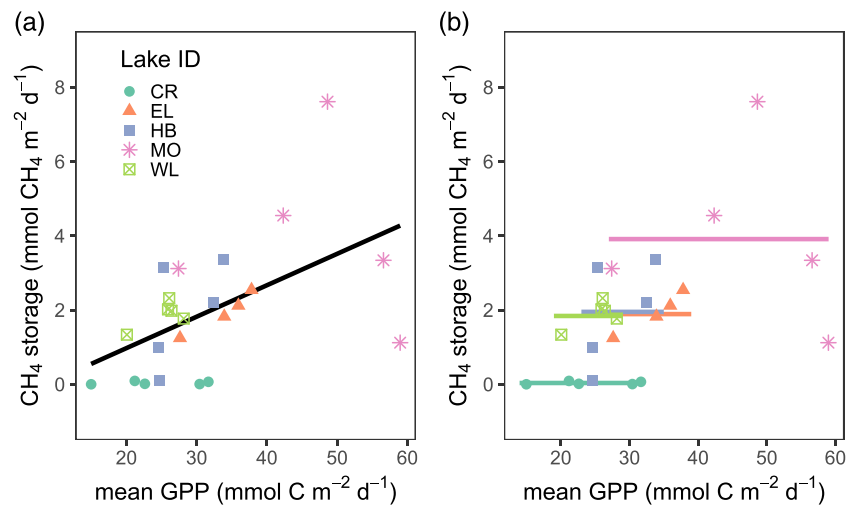 (a)
Lake ID
CR
EL
HB
MO
WL
CH₄ storage (mmol CH₄ m⁻² d⁻¹)
8
6
4
2
0
20 30 40 50 60
mean GPP (mmol C m⁻² d⁻¹)
(b)
CH₄ storage (mmol CH₄ m⁻² d⁻¹)
8
6
4
2
0
20 30 40 50 60
mean GPP (mmol C m⁻² d⁻¹)